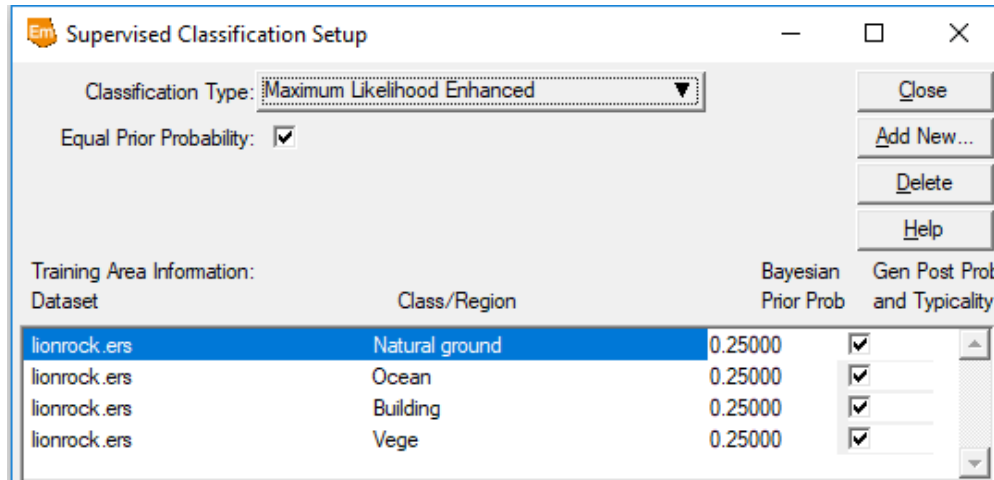 Em Supervised Classification Setup
Classification Type: Maximum Likelihood Enhanced Close
Equal Prior Probability: Add New...
Delete
Help
Training Area Information: Bayesian Gen Post Prob
Dataset Class/Region Prior Prob and Typicality
lionrock.ers Natural ground 0.25000
lionrock.ers Ocean 0.25000
lionrock.ers Building 0.25000
lionrock.ers Vege 0.25000